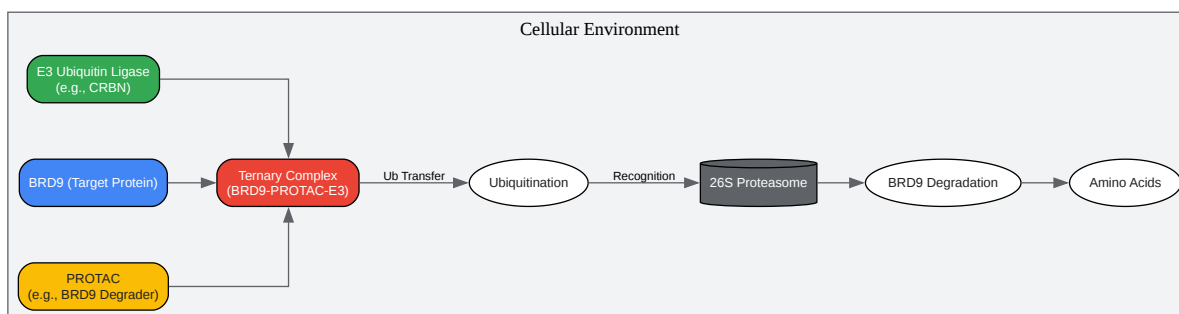 Cellular Environment
E3 Ubiquitin Ligase
(e.g., CRBN)
BRD9 (Target Protein)
Ternary Complex
(BRD9-PROTAC-E3)
Ub Transfer
Ubiquitination
Recognition
26S Proteasome
BRD9 Degradation
Amino Acids
PROTAC
(e.g., BRD9 Degrader)